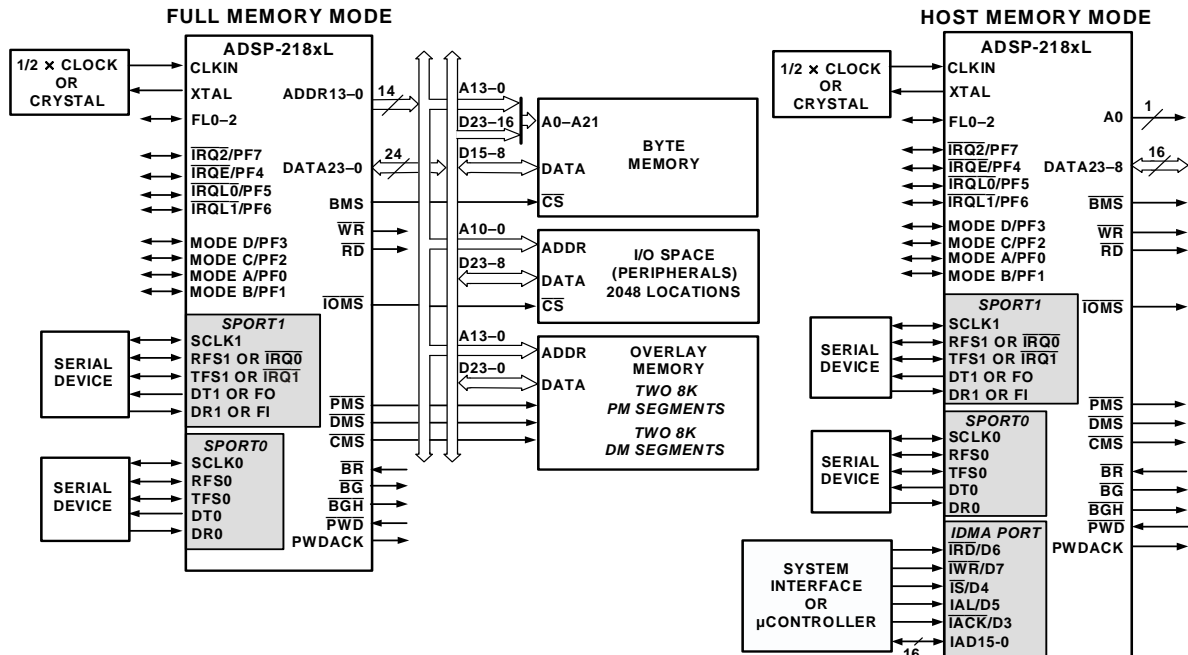 FULL MEMORY MODE
ADSP-218xL
1/2 × CLOCK
OR
CRYSTAL
CLKIN
XTAL
FL0–2
IRQ2/PF7
IRQE/PF4
IRQL0/PF5
IRQL1/PF6
MODE D/PF3
MODE C/PF2
MODE A/PF0
MODE B/PF1
SPORT1
SCLK1
RFS1 OR IRQ0
TFS1 OR IRQ1
DT1 OR FO
DR1 OR FI
SERIAL
DEVICE
SPORT0
SCLK0
RFS0
TFS0
DT0
DR0
SERIAL
DEVICE
ADDR13–0
14
DATA23–0
24
BMS
WR
RD
IOMS
PMS
DMS
CMS
BR
BG
BGH
PWD
PWDACK
A13–0
D23–16
D15–8
A0–A21
DATA
CS
BYTE
MEMORY
A10–0
D23–8
ADDR
DATA
CS
I/O SPACE
(PERIPHERALS)
2048 LOCATIONS
A13–0
D23–0
ADDR
DATA
OVERLAY
MEMORY
TWO 8K
PM SEGMENTS
TWO 8K
DM SEGMENTS
HOST MEMORY MODE
ADSP-218xL
1/2 × CLOCK
OR
CRYSTAL
CLKIN
XTAL
FL0–2
IRQ2/PF7
IRQE/PF4
IRQL0/PF5
IRQL1/PF6
MODE D/PF3
MODE C/PF2
MODE A/PF0
MODE B/PF1
SPORT1
SCLK1
RFS1 OR IRQ0
TFS1 OR IRQ1
DT1 OR FO
DR1 OR FI
SERIAL
DEVICE
SPORT0
SCLK0
RFS0
TFS0
DT0
DR0
SERIAL
DEVICE
IDMA PORT
IRD/D6
IWR/D7
IS/D4
IAL/D5
IACK/D3
IAD15-0
16
SYSTEM
INTERFACE
OR
µCONTROLLER
A0
1
DATA23–8
16
BMS
WR
RD
IOMS
PMS
DMS
CMS
BR
BG
BGH
PWD
PWDACK